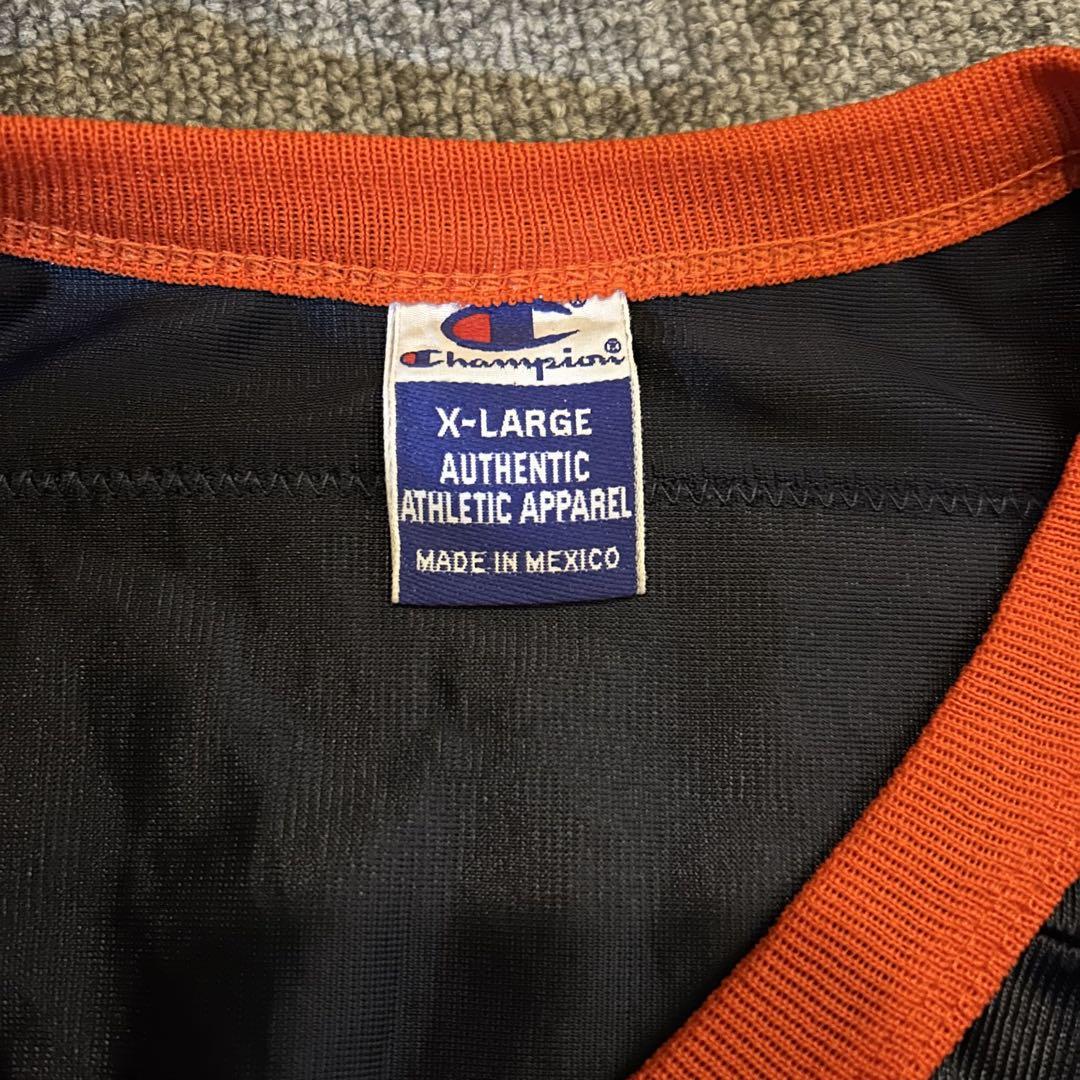 Champion®
X-LARGE
AUTHENTIC
ATHLETIC APPAREL
MADE IN MEXICO